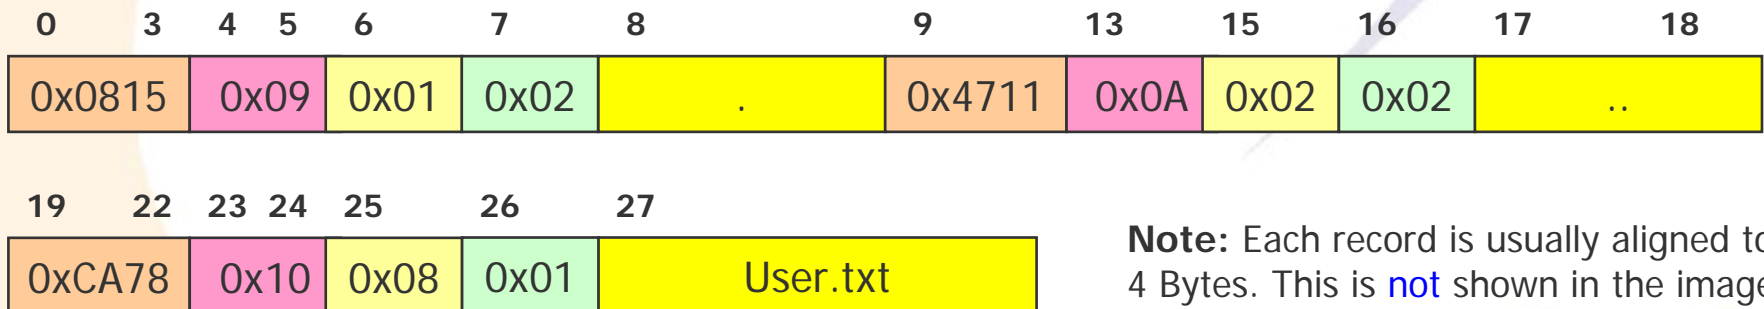 0 3 4 5 6 7 8 9 13 15 16 17 18
0x0815 0x09 0x01 0x02 . 0x4711 0x0A 0x02 0x02 ..
19 22 23 24 25 26 27
0xCA78 0x10 0x08 0x01 User.txt
Note: Each record is usually aligned to
4 Bytes. This is not shown in the image